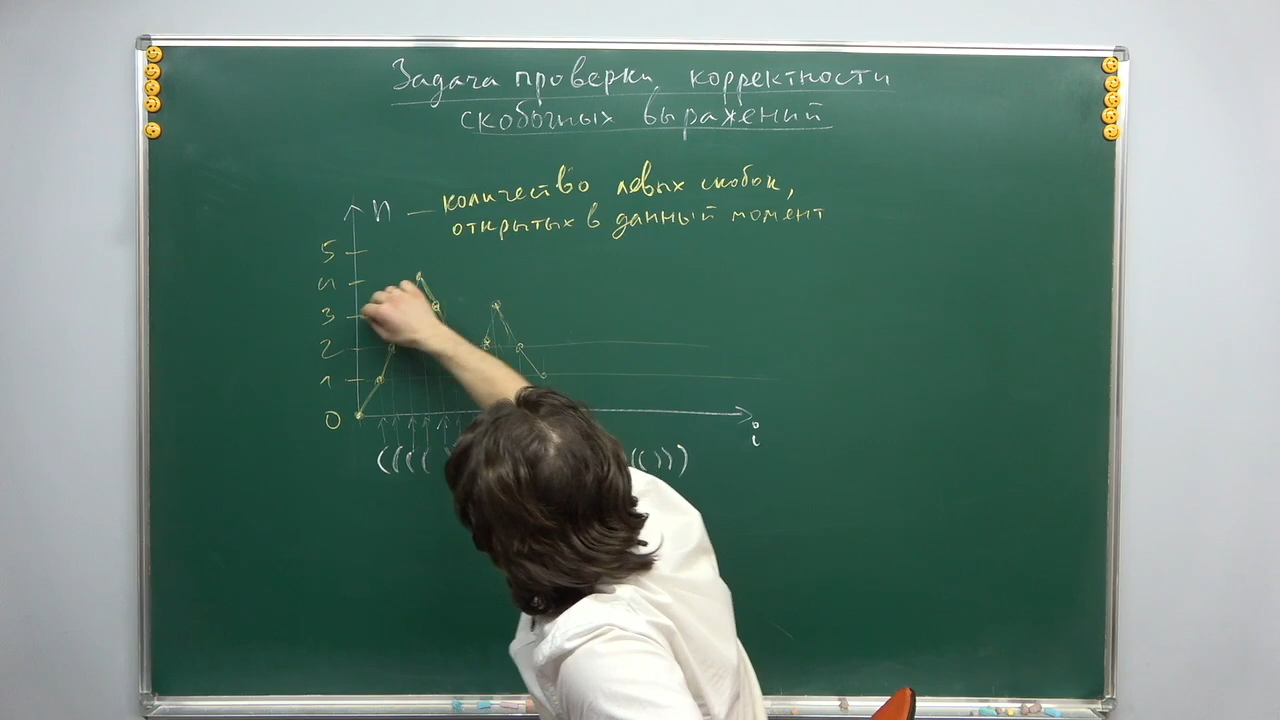 Задача проверки корректности
скобочных выражений
n — количество левых скобок,
открытых в данный момент
5
4
3
2
1
0
i
(((( (()))